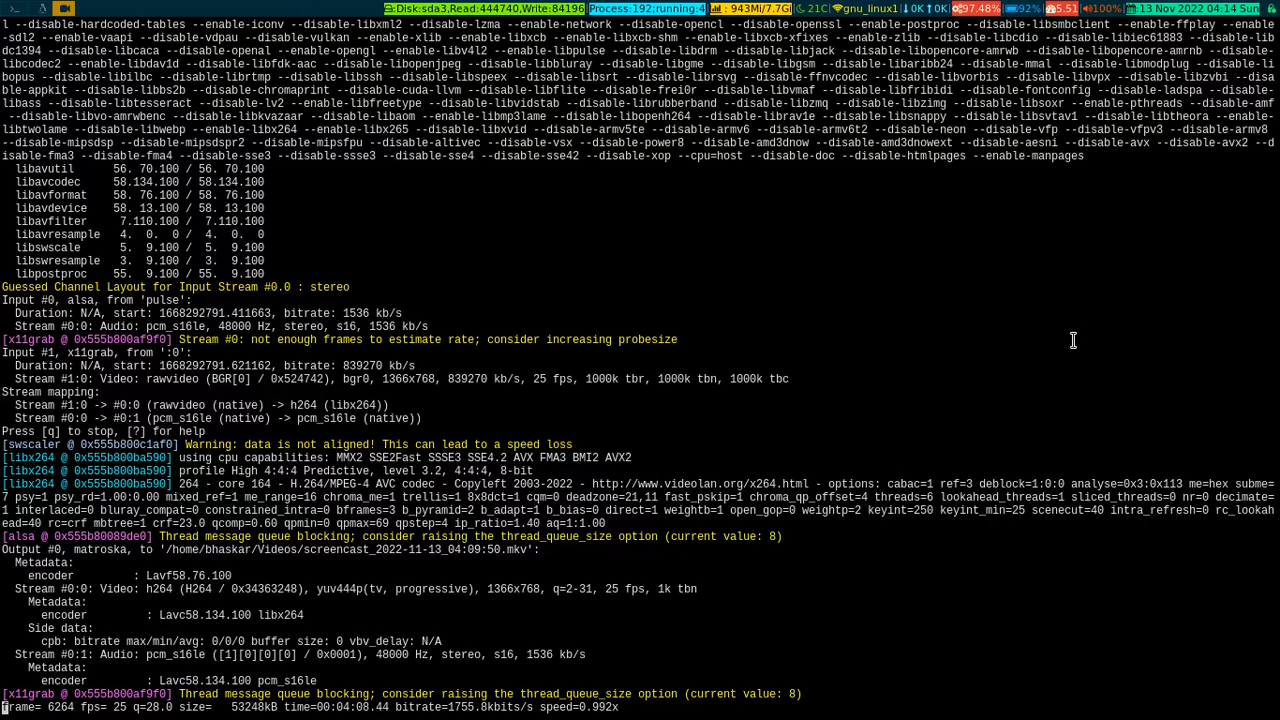 Disk:sda3,Read:444740,Write:84196 Process:192;running:4 : 943Mi/7.7Gi 21C gnu_linux1 0K 0K 97.48% 92% 5.51 100% :13 Nov 2022 04:14 Sun
l --disable-hardcoded-tables --enable-iconv --disable-libxml2 --disable-lzma --enable-network --disable-opencl --disable-openssl --enable-postproc --disable-libsmbclient --enable-ffplay --enable
-sdl2 --enable-vaapi --disable-vdpau --disable-vulkan --enable-xlib --enable-libxcb --enable-libxcb-shm --enable-libxcb-xfixes --enable-zlib --disable-libcdio --disable-libiec61883 --disable-lib
dc1394 --disable-libcaca --disable-openal --enable-opengl --enable-libv4l2 --enable-libpulse --disable-libdrm --disable-libjack --disable-libopencore-amrwb --disable-libopencore-amrnb --disable-
libcodec2 --enable-libdav1d --disable-libfdk-aac --disable-libopenjpeg --disable-libbluray --disable-libgme --disable-libgsm --disable-libaribb24 --disable-mmal --disable-libmodplug --disable-li
bopus --disable-libilbc --disable-librtmp --disable-libssh --disable-libspeex --disable-libsrt --disable-librsvg --disable-ffnvcodec --disable-libvorbis --disable-libvpx --disable-libzvbi --disa
ble-appkit --disable-libbs2b --disable-chromaprint --disable-cuda-llvm --disable-libflite --disable-frei0r --disable-libvmaf --disable-libfribidi --disable-fontconfig --disable-ladspa --disable-
libass --disable-libtesseract --disable-lv2 --enable-libfreetype --disable-libvidstab --disable-librubberband --disable-libzmq --disable-libzimg --disable-libsoxr --enable-pthreads --disable-amf
--disable-libvo-amrwbenc --disable-libkvazaar --disable-libaom --enable-libmp3lame --disable-libopenh264 --disable-librav1e --disable-libsnappy --disable-libsvtav1 --enable-libtheora --enable-
libtwolame --disable-libwebp --enable-libx264 --enable-libx265 --disable-libxvid --disable-armv5te --disable-armv6 --disable-armv6t2 --disable-neon --disable-vfp --disable-vfpv3 --disable-armv8
--disable-mipsdsp --disable-mipsdspr2 --disable-mipsfpu --disable-altivec --disable-vsx --disable-power8 --disable-amd3dnow --disable-amd3dnowext --disable-aesni --disable-avx --disable-avx2 --d
isable-fma3 --disable-fma4 --disable-sse3 --disable-ssse3 --disable-sse4 --disable-sse42 --disable-xop --cpu=host --disable-doc --disable-htmlpages --enable-manpages
libavutil 56. 70.100 / 56. 70.100
libavcodec 58.134.100 / 58.134.100
libavformat 58. 76.100 / 58. 76.100
libavdevice 58. 13.100 / 58. 13.100
libavfilter 7.110.100 / 7.110.100
libavresample 4. 0. 0 / 4. 0. 0
libswscale 5. 9.100 / 5. 9.100
libswresample 3. 9.100 / 3. 9.100
libpostproc 55. 9.100 / 55. 9.100
Guessed Channel Layout for Input Stream #0.0 : stereo
Input #0, alsa, from 'pulse':
Duration: N/A, start: 1668292791.411663, bitrate: 1536 kb/s
Stream #0:0: Audio: pcm_s16le, 48000 Hz, stereo, s16, 1536 kb/s
[x11grab @ 0x555b800af9f0] Stream #0: not enough frames to estimate rate; consider increasing probesize
Input #1, x11grab, from ':0':
Duration: N/A, start: 1668292791.621162, bitrate: 839270 kb/s
Stream #1:0: Video: rawvideo (BGR[0] / 0x524742), bgr0, 1366x768, 839270 kb/s, 25 fps, 1000k tbr, 1000k tbn, 1000k tbc
Stream mapping:
Stream #1:0 -> #0:0 (rawvideo (native) -> h264 (libx264))
Stream #0:0 -> #0:1 (pcm_s16le (native) -> pcm_s16le (native))
Press [q] to stop, [?] for help
[swscaler @ 0x555b800c1af0] Warning: data is not aligned! This can lead to a speed loss
[libx264 @ 0x555b800ba590] using cpu capabilities: MMX2 SSE2Fast SSSE3 SSE4.2 AVX FMA3 BMI2 AVX2
[libx264 @ 0x555b800ba590] profile High 4:4:4 Predictive, level 3.2, 4:4:4, 8-bit
[libx264 @ 0x555b800ba590] 264 - core 164 - H.264/MPEG-4 AVC codec - Copyleft 2003-2022 - http://www.videolan.org/x264.html - options: cabac=1 ref=3 deblock=1:0:0 analyse=0x3:0x113 me=hex subme=
7 psy=1 psy_rd=1.00:0.00 mixed_ref=1 me_range=16 chroma_me=1 trellis=1 8x8dct=1 cqm=0 deadzone=21,11 fast_pskip=1 chroma_qp_offset=4 threads=6 lookahead_threads=1 sliced_threads=0 nr=0 decimate=
1 interlaced=0 bluray_compat=0 constrained_intra=0 bframes=3 b_pyramid=2 b_adapt=1 b_bias=0 direct=1 weightb=1 open_gop=0 weightp=2 keyint=250 keyint_min=25 scenecut=40 intra_refresh=0 rc_lookah
ead=40 rc=crf mbtree=1 crf=23.0 qcomp=0.60 qpmin=0 qpmax=69 qpstep=4 ip_ratio=1.40 aq=1:1.00
[alsa @ 0x555b80089de0] Thread message queue blocking; consider raising the thread_queue_size option (current value: 8)
Output #0, matroska, to '/home/bhaskar/Videos/screencast_2022-11-13_04:09:50.mkv':
Metadata:
encoder : Lavf58.76.100
Stream #0:0: Video: h264 (H264 / 0x34363248), yuv444p(tv, progressive), 1366x768, q=2-31, 25 fps, 1k tbn
Metadata:
encoder : Lavc58.134.100 libx264
Side data:
cpb: bitrate max/min/avg: 0/0/0 buffer size: 0 vbv_delay: N/A
Stream #0:1: Audio: pcm_s16le ([1][0][0][0] / 0x0001), 48000 Hz, stereo, s16, 1536 kb/s
Metadata:
encoder : Lavc58.134.100 pcm_s16le
[x11grab @ 0x555b800af9f0] Thread message queue blocking; consider raising the thread_queue_size option (current value: 8)
frame= 6264 fps= 25 q=28.0 size= 53248kB time=00:04:08.44 bitrate=1755.8kbits/s speed=0.992x